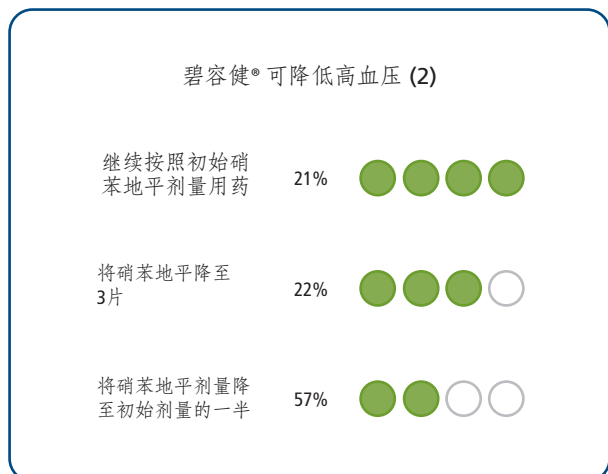 碧容健® 可降低高血压 (2)
继续按照初始硝
苯地平剂量用药
21%
将硝苯地平降至
3片
22%
将硝苯地平剂量降
至初始剂量的一半
57%